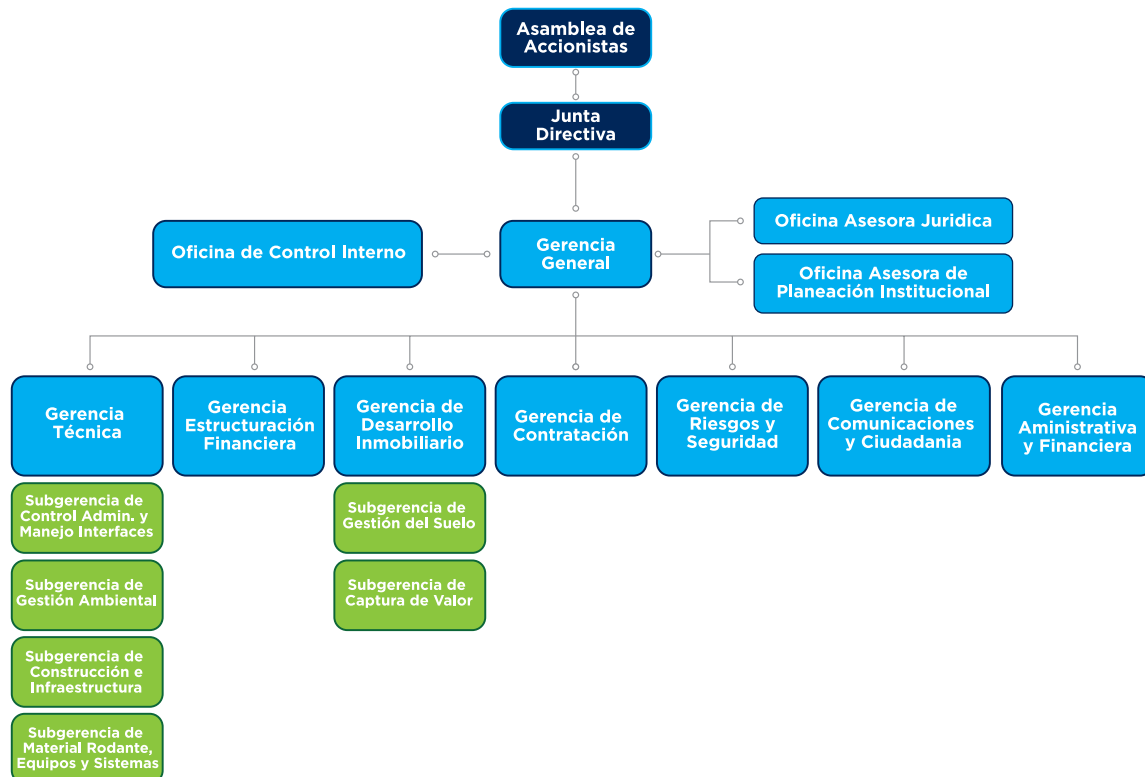 Asamblea de
Accionistas
Junta
Directiva
Oficina de Control Interno
Gerencia
General
Oficina Asesora Juridica
Oficina Asesora de
Planeación Institucional
Gerencia
Técnica
Gerencia
Estructuración
Financiera
Gerencia de
Desarrollo
Inmobiliario
Gerencia de
Contratación
Gerencia de
Riesgos y
Seguridad
Gerencia de
Comunicaciones
y Ciudadania
Gerencia
Aministrativa
y Financiera
Subgerencia de
Control Admin. y
Manejo Interfaces
Subgerencia de
Gestión del Suelo
Subgerencia de
Gestión Ambiental
Subgerencia de
Captura de Valor
Subgerencia de
Construcción e
Infraestructura
Subgerencia de
Material Rodante,
Equipos y Sistemas